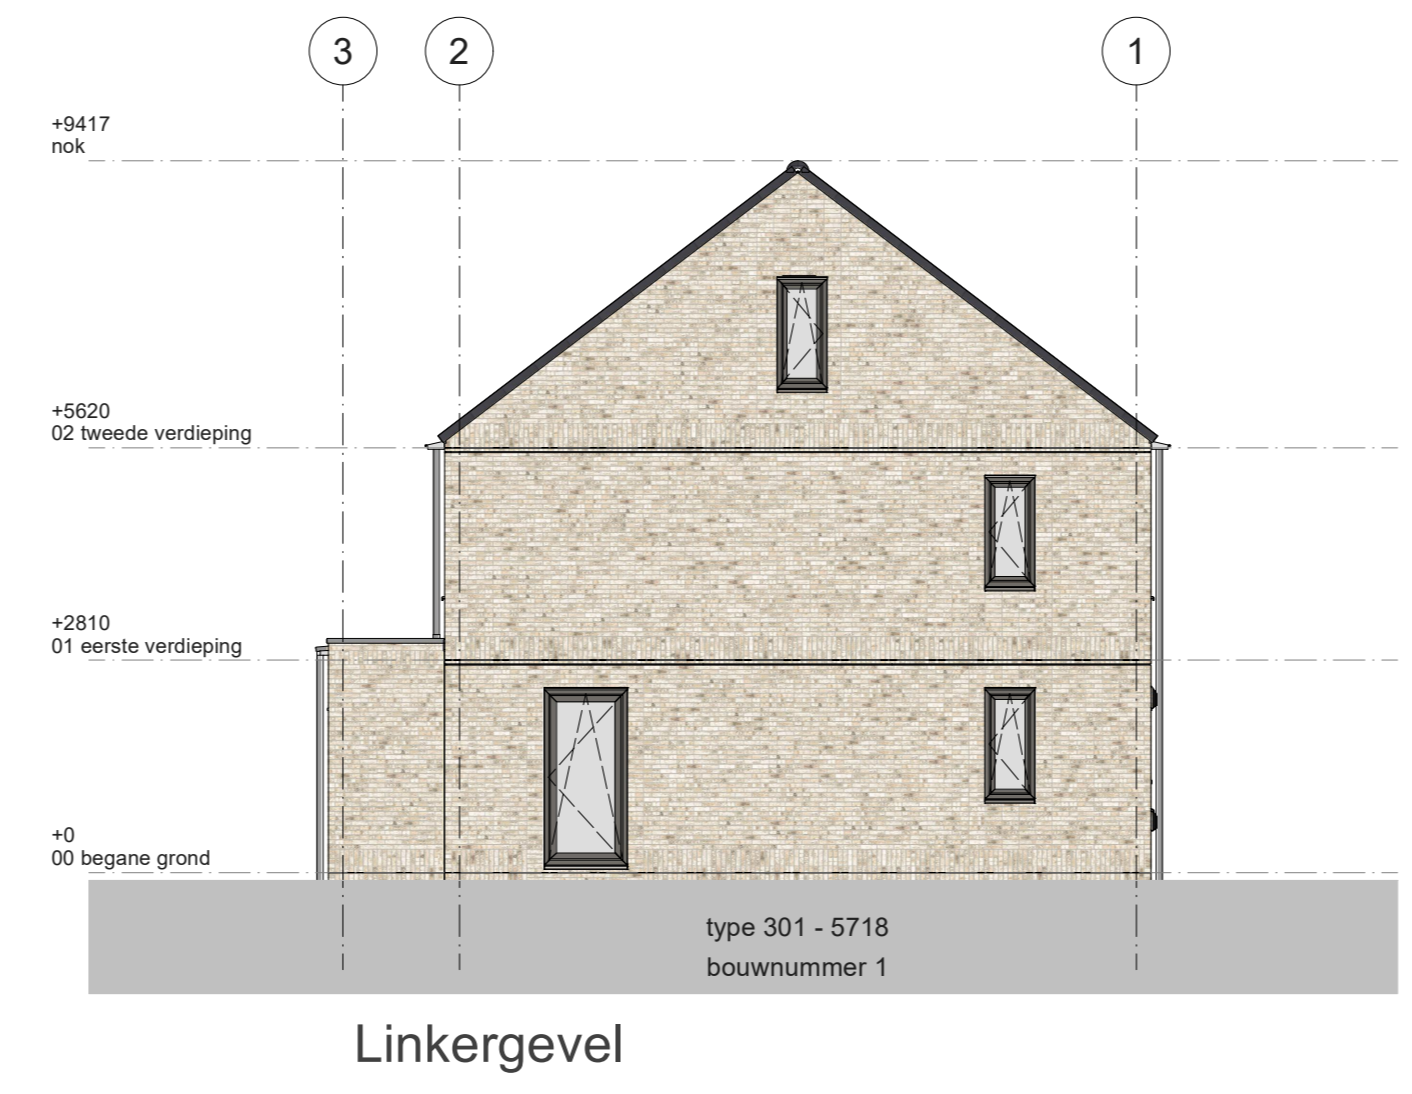 3 2 1
+9417
nok
+5620
02 tweede verdieping
+2810
01 eerste verdieping
+0
00 begane grond
type 301 - 5718
bouwnummer 1
Linkergevel